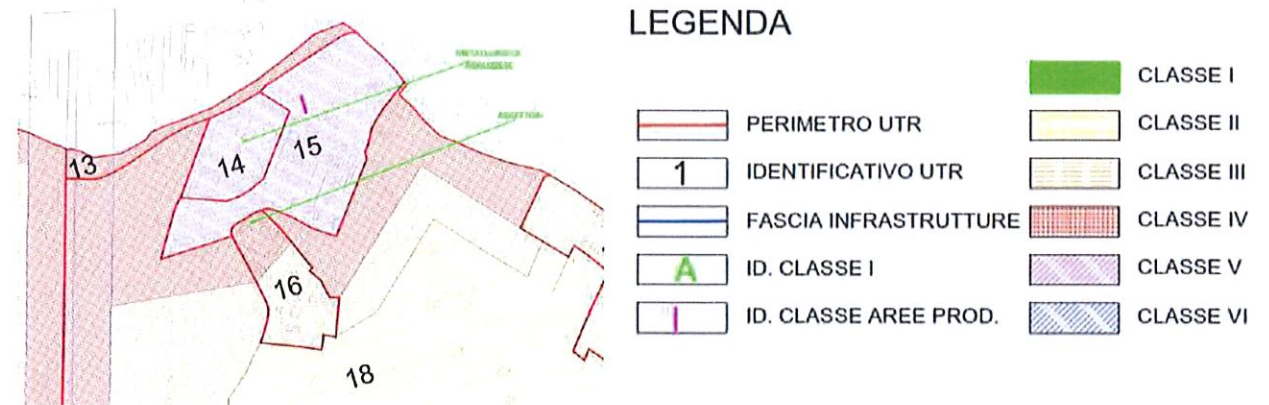 LEGENDA
PERIMETRO UTR
1
IDENTIFICATIVO UTR
FASCIA INFRASTRUTTURE
A
ID. CLASSE I
I
ID. CLASSE AREE PROD.
CLASSE I
CLASSE II
CLASSE III
CLASSE IV
CLASSE V
CLASSE VI
13
14
15
I
16
18